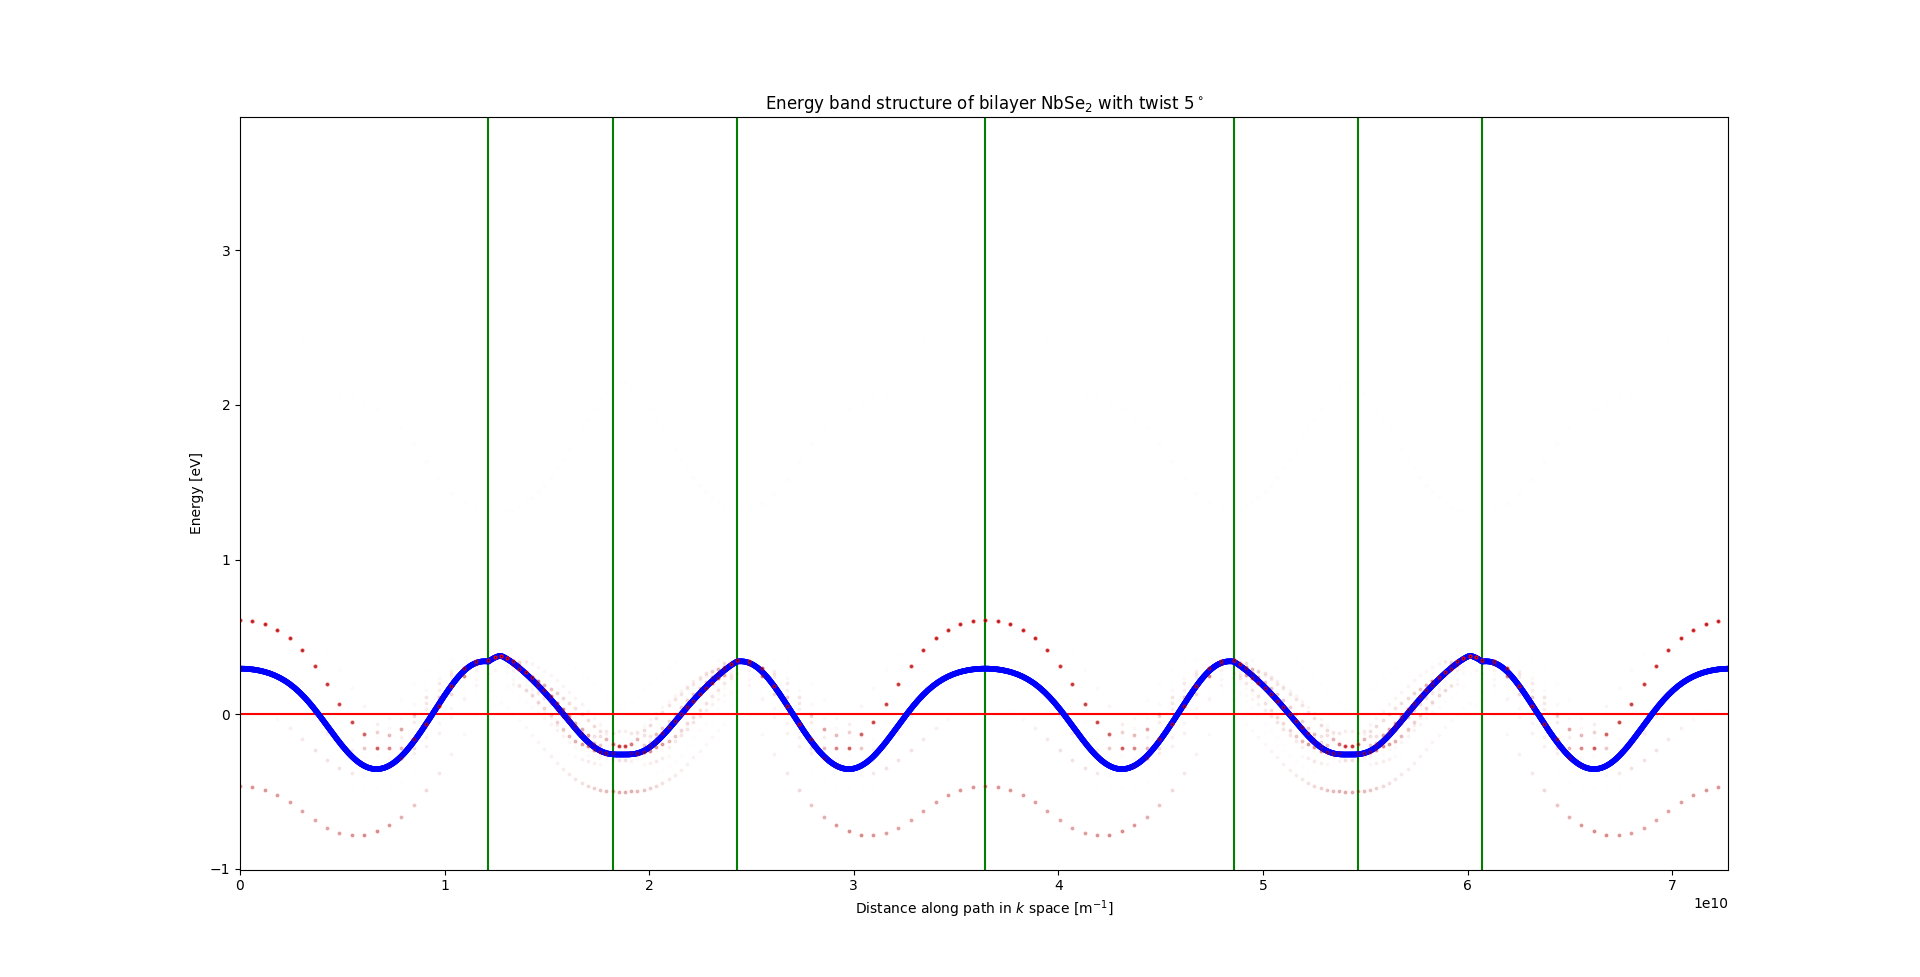 Energy band structure of bilayer NbSe₂ with twist 5°
Energy [eV]
3
2
1
0
−1
0 1 2 3 4 5 6 7
1e10
Distance along path in k space [m⁻¹]